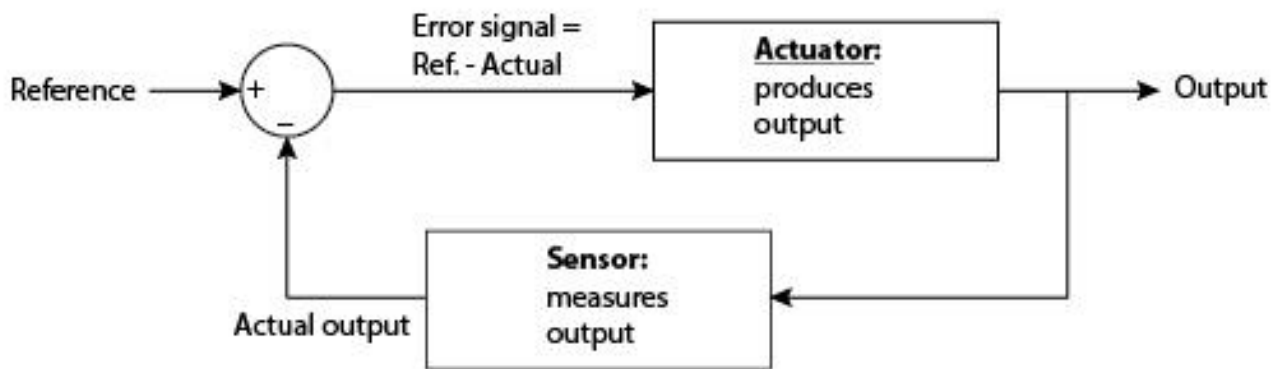 Error signal =
Ref. - Actual
Reference
+
–
Actuator:
produces
output
Output
Sensor:
measures
output
Actual output